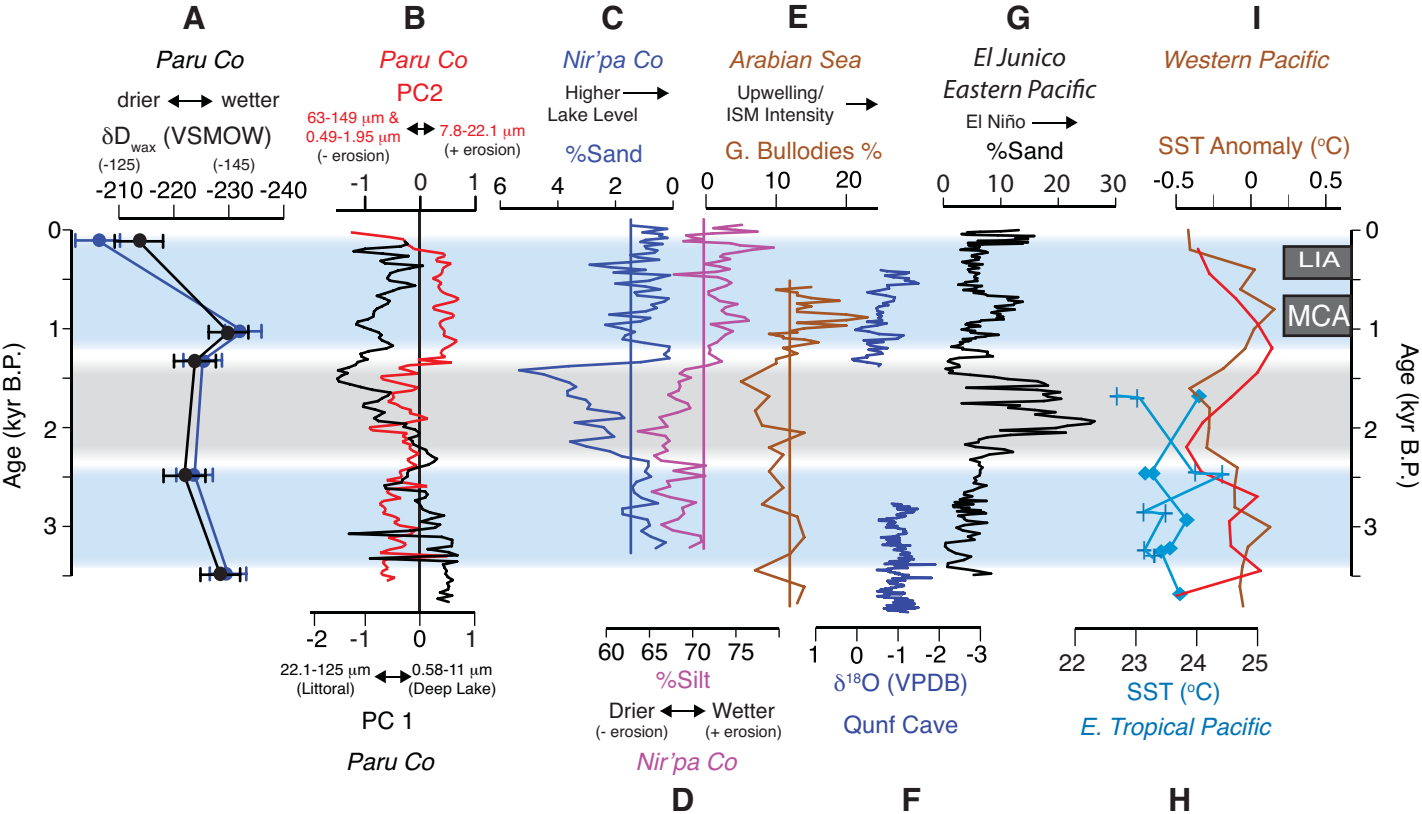 A
B
C
E
G
I
Paru Co
drier wetter
δDwax (VSMOW)
(-125) (-145)
-210 -220 -230 -240
Paru Co
PC2
63-149 μm &
0.49-1.95 μm
(- erosion)
7.8-22.1 μm
(+ erosion)
-1 0 1
Nir'pa Co
Higher
Lake Level
%Sand
6 4 2 0
Arabian Sea
Upwelling/
ISM Intensity
G. Bullodies %
0 10 20
El Junico
Eastern Pacific
El Niño
%Sand
0 10 20 30
Western Pacific
SST Anomaly (°C)
-0.5 0 0.5
Age (kyr B.P.)
0
1
2
3
LIA
MCA
0
1
2
3
Age (kyr B.P.)
-2 -1 0 1
22.1-125 μm
(Littoral)
0.58-11 μm
(Deep Lake)
PC 1
Paru Co
60 65 70 75
%Silt
Drier Wetter
(- erosion) (+ erosion)
Nir'pa Co
D
1 0 -1 -2 -3
δ18O (VPDB)
Qunf Cave
F
22 23 24 25
SST (°C)
E. Tropical Pacific
H